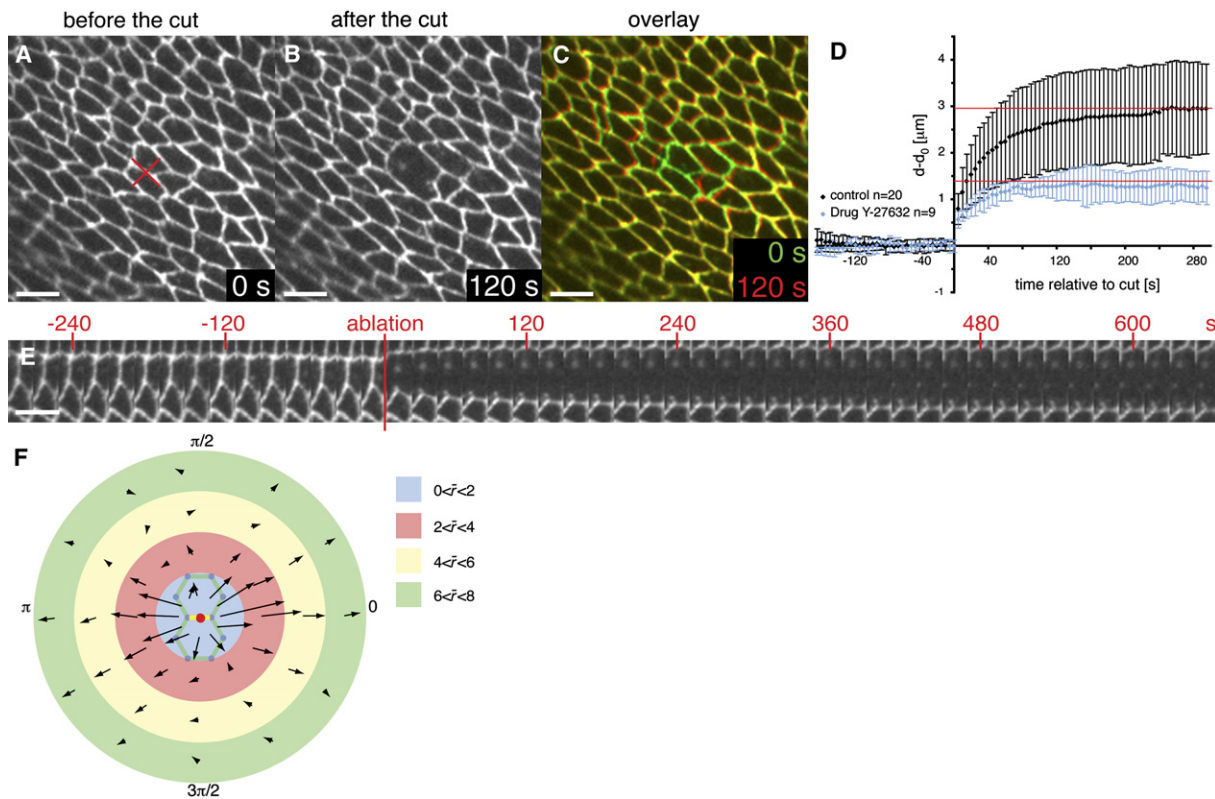 before the cut
after the cut
overlay
A
B
C
D
0 s
120 s
0 s
120 s
4
3
2
1
-1
d-d0 [µm]
control n=20
Drug Y-27632 n=9
-120
-40
40
120
200
280
time relative to cut [s]
-240
-120
ablation
120
240
360
480
600
s
E
F
π/2
π
0
3π/2
0<r̄<2
2<r̄<4
4<r̄<6
6<r̄<8